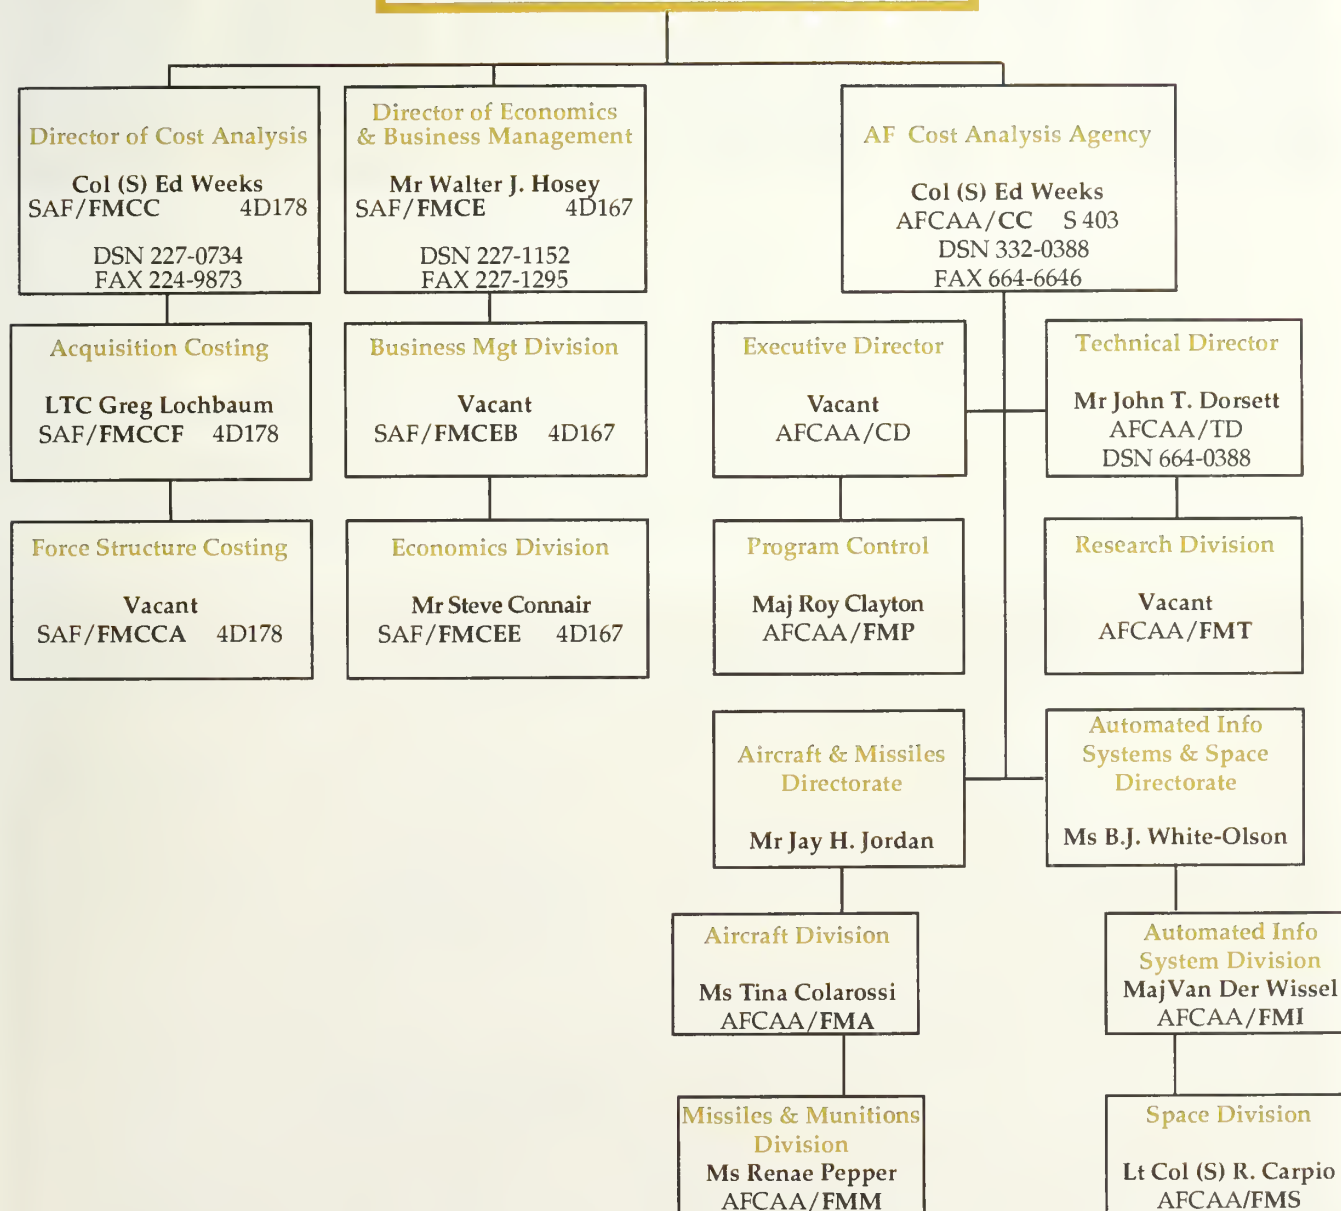 Director of Cost Analysis
Col (S) Ed Weeks
SAF/FMCC 4D178
DSN 227-0734
FAX 224-9873
Director of Economics
& Business Management
Mr Walter J. Hosey
SAF/FMCE 4D167
DSN 227-1152
FAX 227-1295
AF Cost Analysis Agency
Col (S) Ed Weeks
AFCAA/CC S 403
DSN 332-0388
FAX 664-6646
Acquisition Costing
LTC Greg Lochbaum
SAF/FMCCF 4D178
Business Mgt Division
Vacant
SAF/FMCEB 4D167
Executive Director
Vacant
AFCAA/CD
Technical Director
Mr John T. Dorsett
AFCAA/TD
DSN 664-0388
Force Structure Costing
Vacant
SAF/FMCCA 4D178
Economics Division
Mr Steve Connair
SAF/FMCEE 4D167
Program Control
Maj Roy Clayton
AFCAA/FMP
Research Division
Vacant
AFCAA/FMT
Aircraft & Missiles
Directorate
Mr Jay H. Jordan
Automated Info
Systems & Space
Directorate
Ms B.J. White-Olson
Aircraft Division
Ms Tina Colarossi
AFCAA/FMA
Automated Info
System Division
MajVan Der Wissel
AFCAA/FMI
Missiles & Munitions
Division
Ms Renae Pepper
AFCAA/FMM
Space Division
Lt Col (S) R. Carpio
AFCAA/FMS